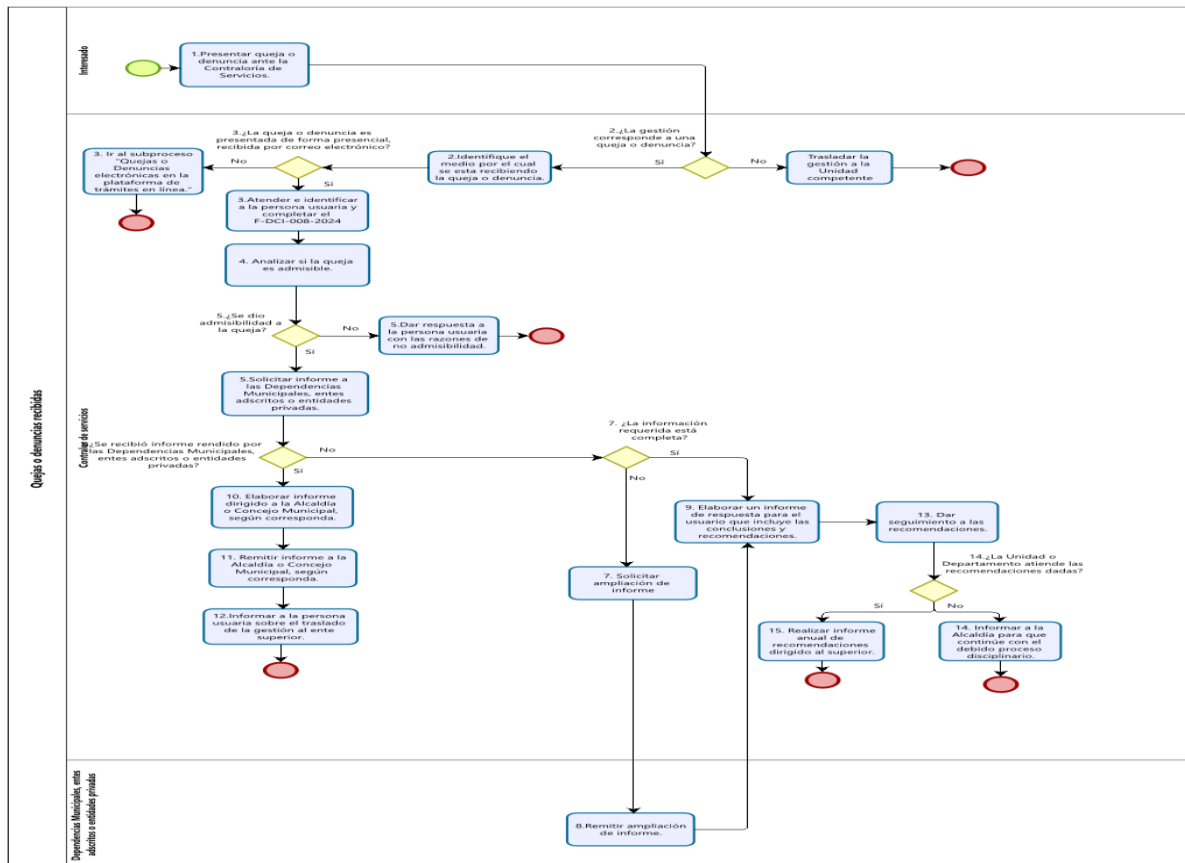 Quejas o denuncias recibidas
Interesado
1.Presentar queja o
denuncia ante la
Contraloría de
Servicios.
Contralor de servicios
2.¿La gestión
corresponde a una
queja o denuncia?
No
Trasladar la
gestión a la
Unidad
competente
Sí
2.Identifique el
medio por el cual
se esta recibiendo
la queja o denuncia.
3.¿La queja o denuncia es
presentada de forma presencial,
recibida por correo electrónico?
No
3. Ir al subproceso
"Quejas o
Denuncias
electrónicas en la
plataforma de
trámites en línea."
Sí
3.Atender e identificar
a la persona usuaria y
completar el
F-DCI-008-2024
4. Analizar si la queja
es admisible.
5.¿Se dio
admisibilidad a
la queja?
No
5.Dar respuesta a
la persona usuaria
con las razones de
no admisibilidad.
Sí
5.Solicitar informe a
las Dependencias
Municipales, entes
adscritos o entidades
privadas.
¿Se recibió informe rendido por
las Dependencias Municipales,
entes adscritos o entidades
privadas?
No
Sí
10. Elaborar informe
dirigido a la Alcaldía
o Concejo Municipal,
según corresponda.
11. Remitir informe a la
Alcaldía o Concejo
Municipal, según
corresponda.
12.Informar a la persona
usuaria sobre el traslado
de la gestión al ente
superior.
7. ¿La información
requerida está
completa?
Sí
No
7. Solicitar
ampliación de
informe
9. Elaborar un informe
de respuesta para el
usuario que incluye las
conclusiones y
recomendaciones.
13. Dar
seguimiento a las
recomendaciones.
14.¿La Unidad o
Departamento atiende las
recomendaciones dadas?
Sí
No
15. Realizar informe
anual de
recomendaciones
dirigido al superior.
14. Informar a la
Alcaldía para que
continúe con el
debido proceso
disciplinario.
Dependencias Municipales, entes
adscritos o entidades privadas
8.Remitir ampliación
de informe.